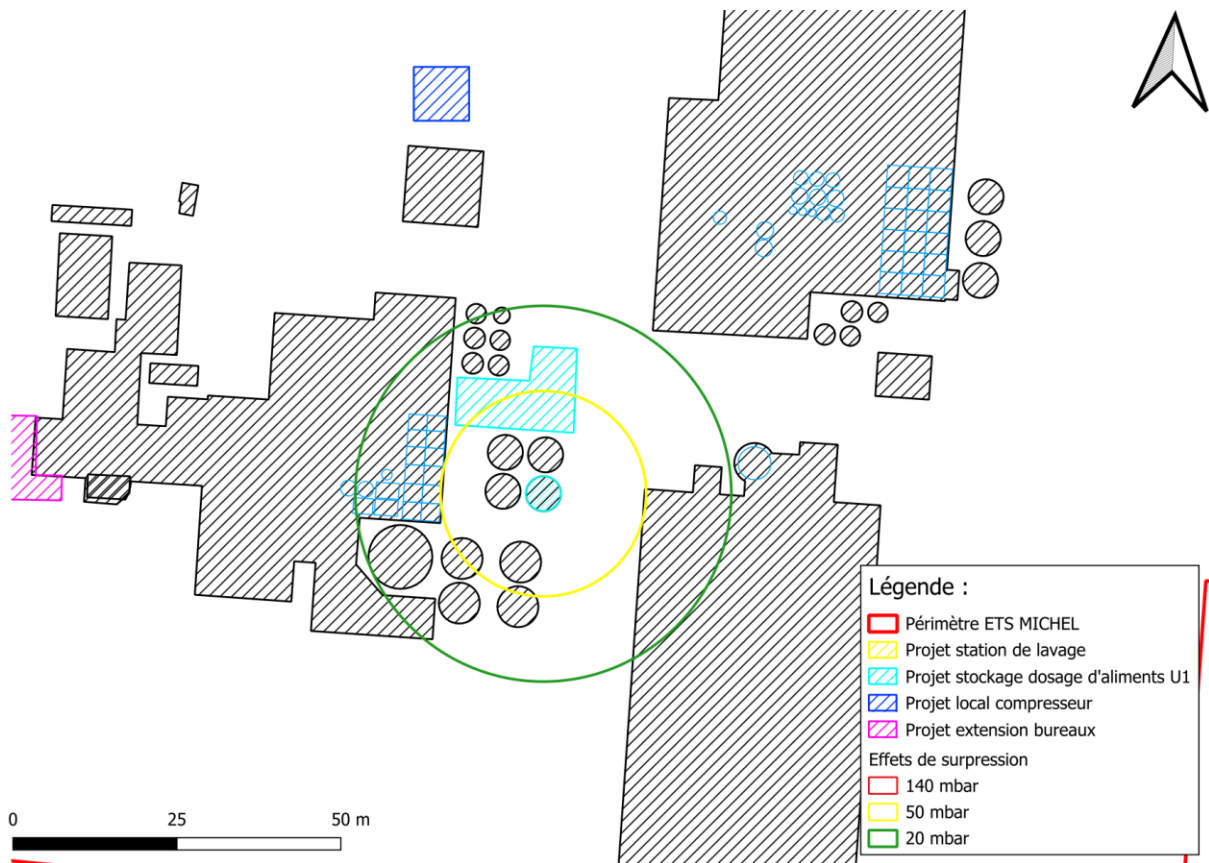 Légende :
Périmètre ETS MICHEL
Projet station de lavage
Projet stockage dosage d'aliments U1
Projet local compresseur
Projet extension bureaux
Effets de surpression
140 mbar
50 mbar
20 mbar
0 25 50 m